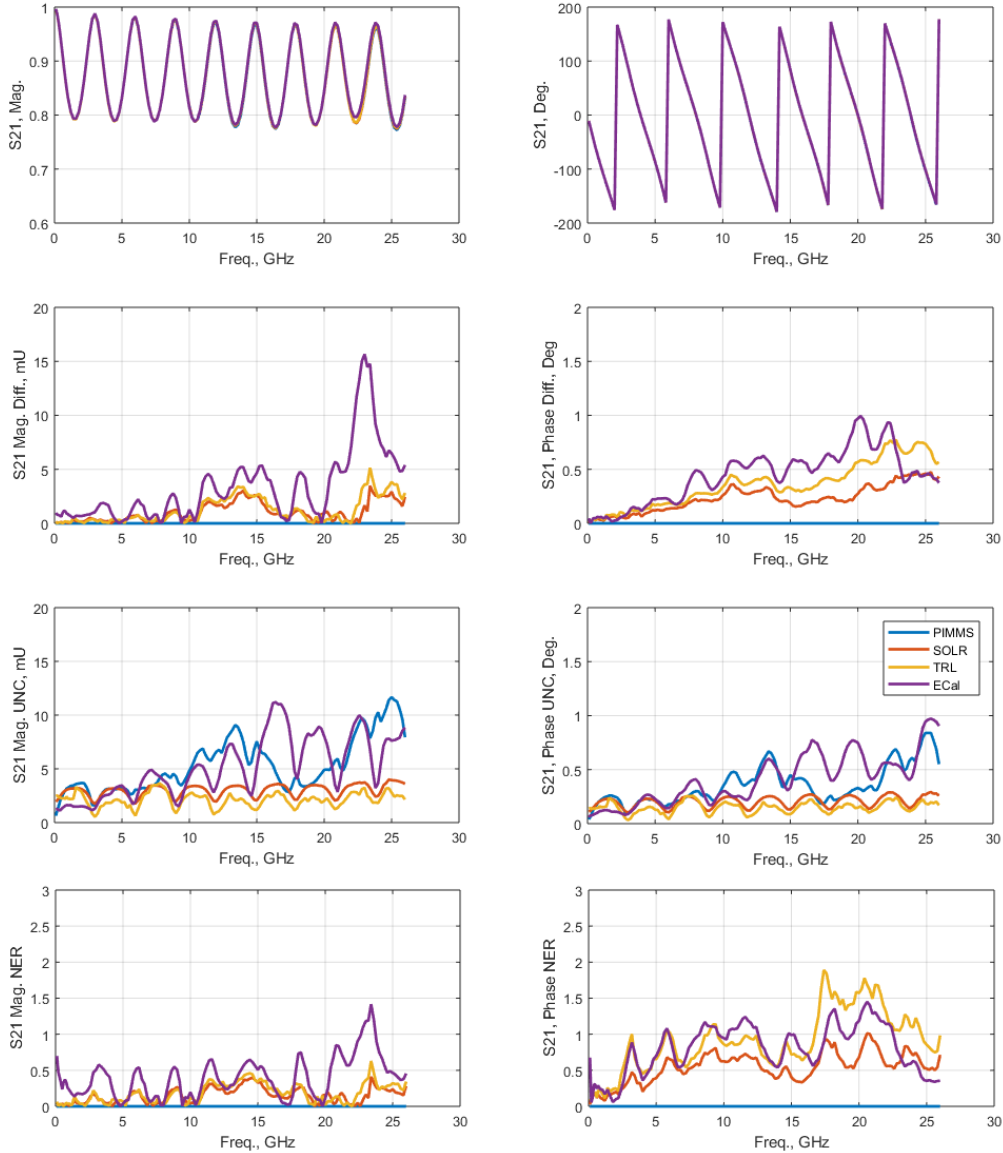 1
0.9
0.8
0.7
0.6
S21, Mag.
0 5 10 15 20 25 30
Freq., GHz
200
100
0
-100
-200
S21, Deg.
0 5 10 15 20 25 30
Freq., GHz
20
15
10
5
0
S21 Mag. Diff., mU
0 5 10 15 20 25 30
Freq., GHz
2
1.5
1
0.5
0
S21, Phase Diff., Deg
0 5 10 15 20 25 30
Freq., GHz
20
15
10
5
0
S21 Mag. UNC, mU
0 5 10 15 20 25 30
Freq., GHz
2
1.5
1
0.5
0
S21, Phase UNC, Deg.
PIMMS
SOLR
TRL
ECal
0 5 10 15 20 25 30
Freq., GHz
3
2.5
2
1.5
1
0.5
0
S21 Mag. NER
0 5 10 15 20 25 30
Freq., GHz
3
2.5
2
1.5
1
0.5
0
S21, Phase NER
0 5 10 15 20 25 30
Freq., GHz